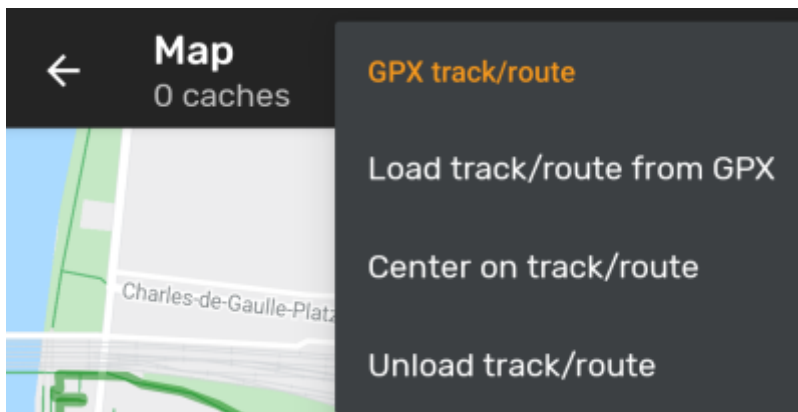 Map
0 caches
GPX track/route
Load track/route from GPX
Center on track/route
Unload track/route
Charles-de-Gaulle-Platz